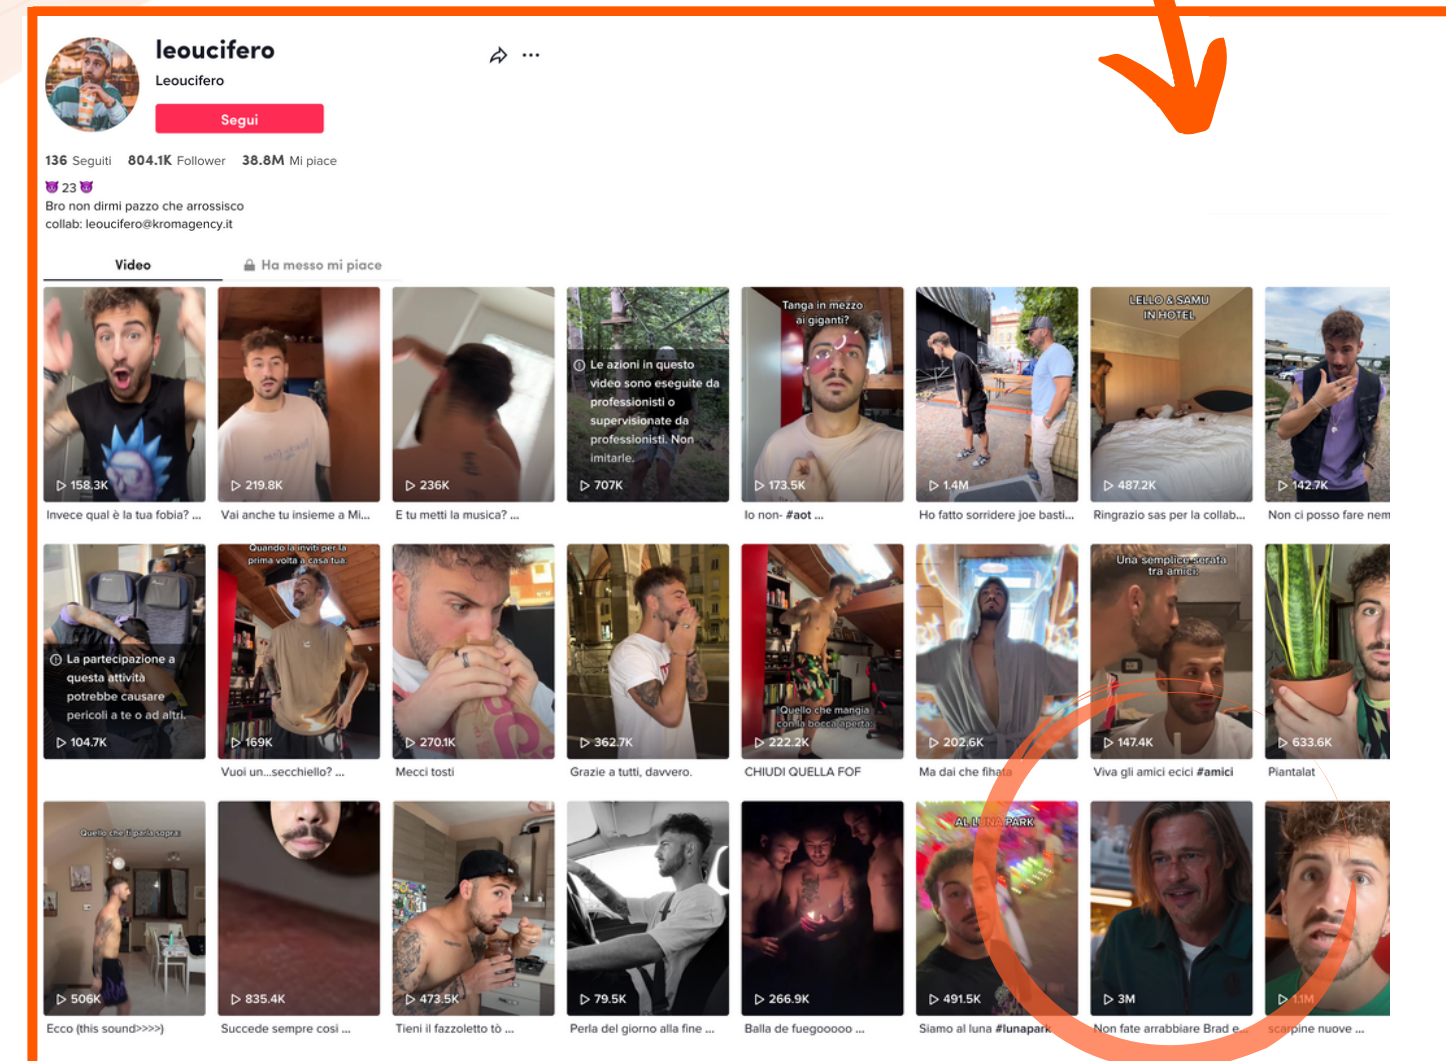 leoucifero
Leoucifero
Segui
136 Seguiti 804.1K Follower 38.8M Mi piace
😈 23 😈
Bro non dirmi pazzo che arrossisco
collab: leoucifero@kromagency.it
Video Ha messo mi piace
Tanga in mezzo
ai giganti?
LELLO & SAMU
IN HOTEL
Le azioni in questo
video sono eseguite da
professionisti o
supervisionate da
professionisti. Non
imitarle.
158.3K 219.8K 236K 707K 173.5K 1.4M 487.2K 142.7K
Invece qual è la tua fobia? ... Vai anche tu insieme a Mi... E tu metti la musica? ... Io non- #aot ... Ho fatto sorridere joe basti... Ringrazio sas per la collab... Non ci posso fare nem
Quando la inviti per la
prima volta a casa tua:
Una semplice serata
tra amici:
La partecipazione a
questa attività
potrebbe causare
pericoli a te o ad altri.
Quello che mangia
con la bocca aperta:
104.7K 169K 270.1K 362.7K 222.2K 202.6K 147.4K 633.6K
Vuoi un...secchiello? ... Mecci tosti Grazie a tutti, davvero. CHIUDI QUELLA FOF Ma dai che fihata Viva gli amici ecici #amici Piantalat
Quello che ti parla sopra:
AL LUNA PARK
506K 835.4K 473.5K 79.5K 266.9K 491.5K 3M 1.1M
Ecco (this sound>>>>) Succede sempre cosi ... Tieni il fazzoletto tò ... Perla del giorno alla fine ... Balla de fuegooooo ... Siamo al luna #lunapark Non fate arrabbiare Brad e... scarpine nuove ...